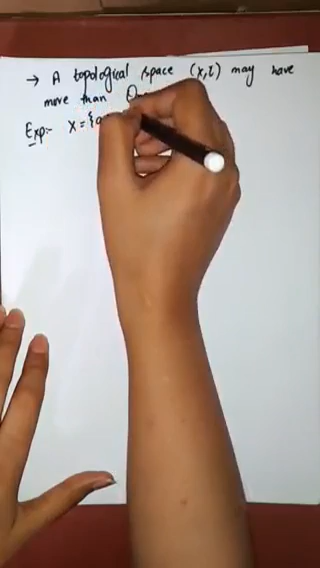 → A topological space (X,τ) may have
more than
Exp:- X = {a